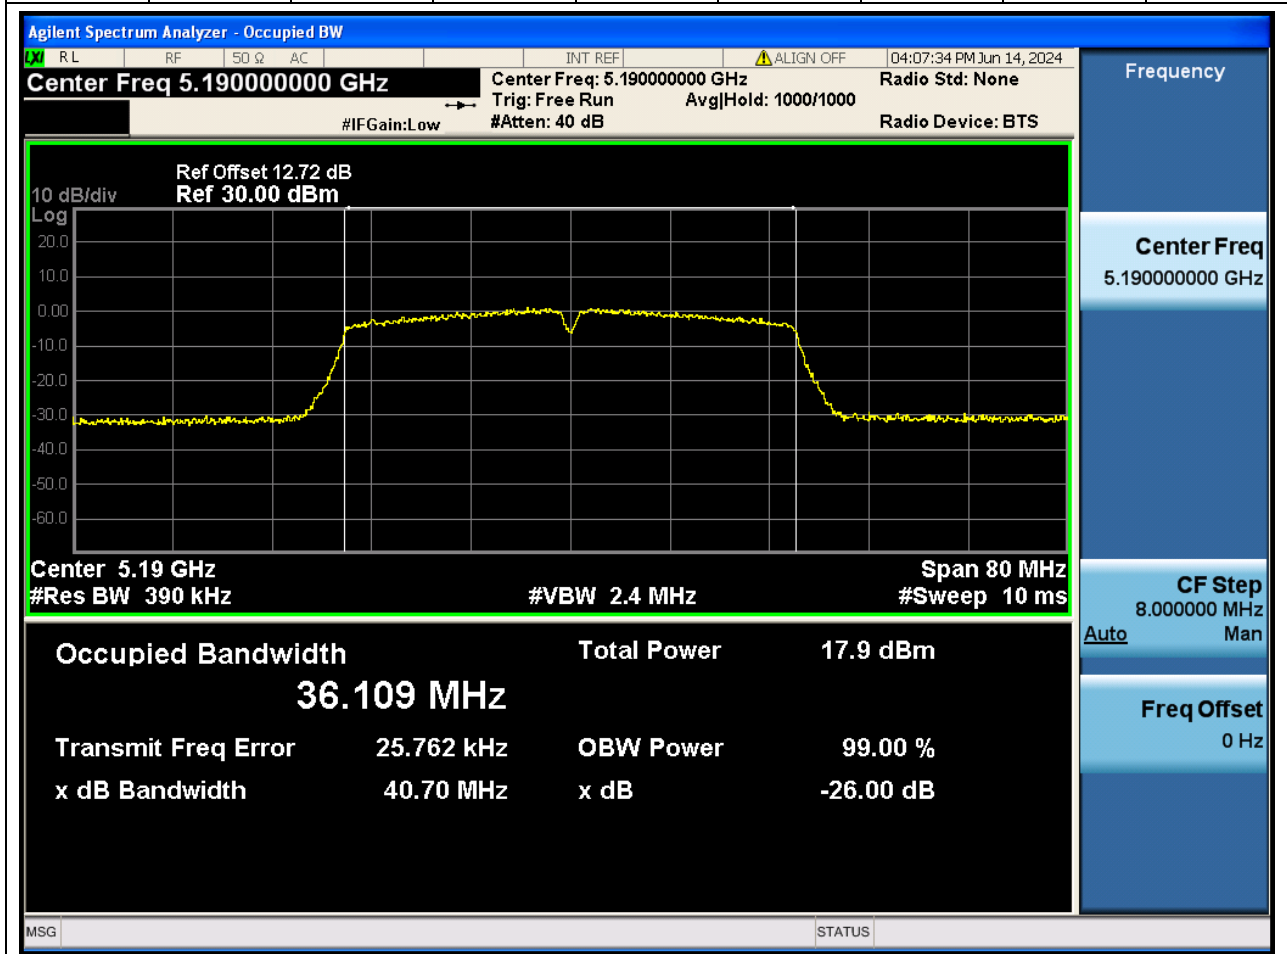 Agilent Spectrum Analyzer - Occupied BW
LXI RL RF 50 Ω AC INT REF ALIGN OFF 04:07:34 PM Jun 14, 2024
Center Freq 5.190000000 GHz
Center Freq: 5.190000000 GHz
Radio Std: None
Trig: Free Run Avg|Hold: 1000/1000
#IFGain:Low #Atten: 40 dB
Radio Device: BTS
Ref Offset 12.72 dB
10 dB/div Ref 30.00 dBm
Log
20.0
10.0
0.00
-10.0
-20.0
-30.0
-40.0
-50.0
-60.0
Center 5.19 GHz Span 80 MHz
#Res BW 390 kHz #VBW 2.4 MHz #Sweep 10 ms
Occupied Bandwidth Total Power 17.9 dBm
36.109 MHz
Transmit Freq Error 25.762 kHz OBW Power 99.00 %
x dB Bandwidth 40.70 MHz x dB -26.00 dB
Frequency
Center Freq
5.190000000 GHz
CF Step
8.000000 MHz
Auto Man
Freq Offset
0 Hz
MSG STATUS